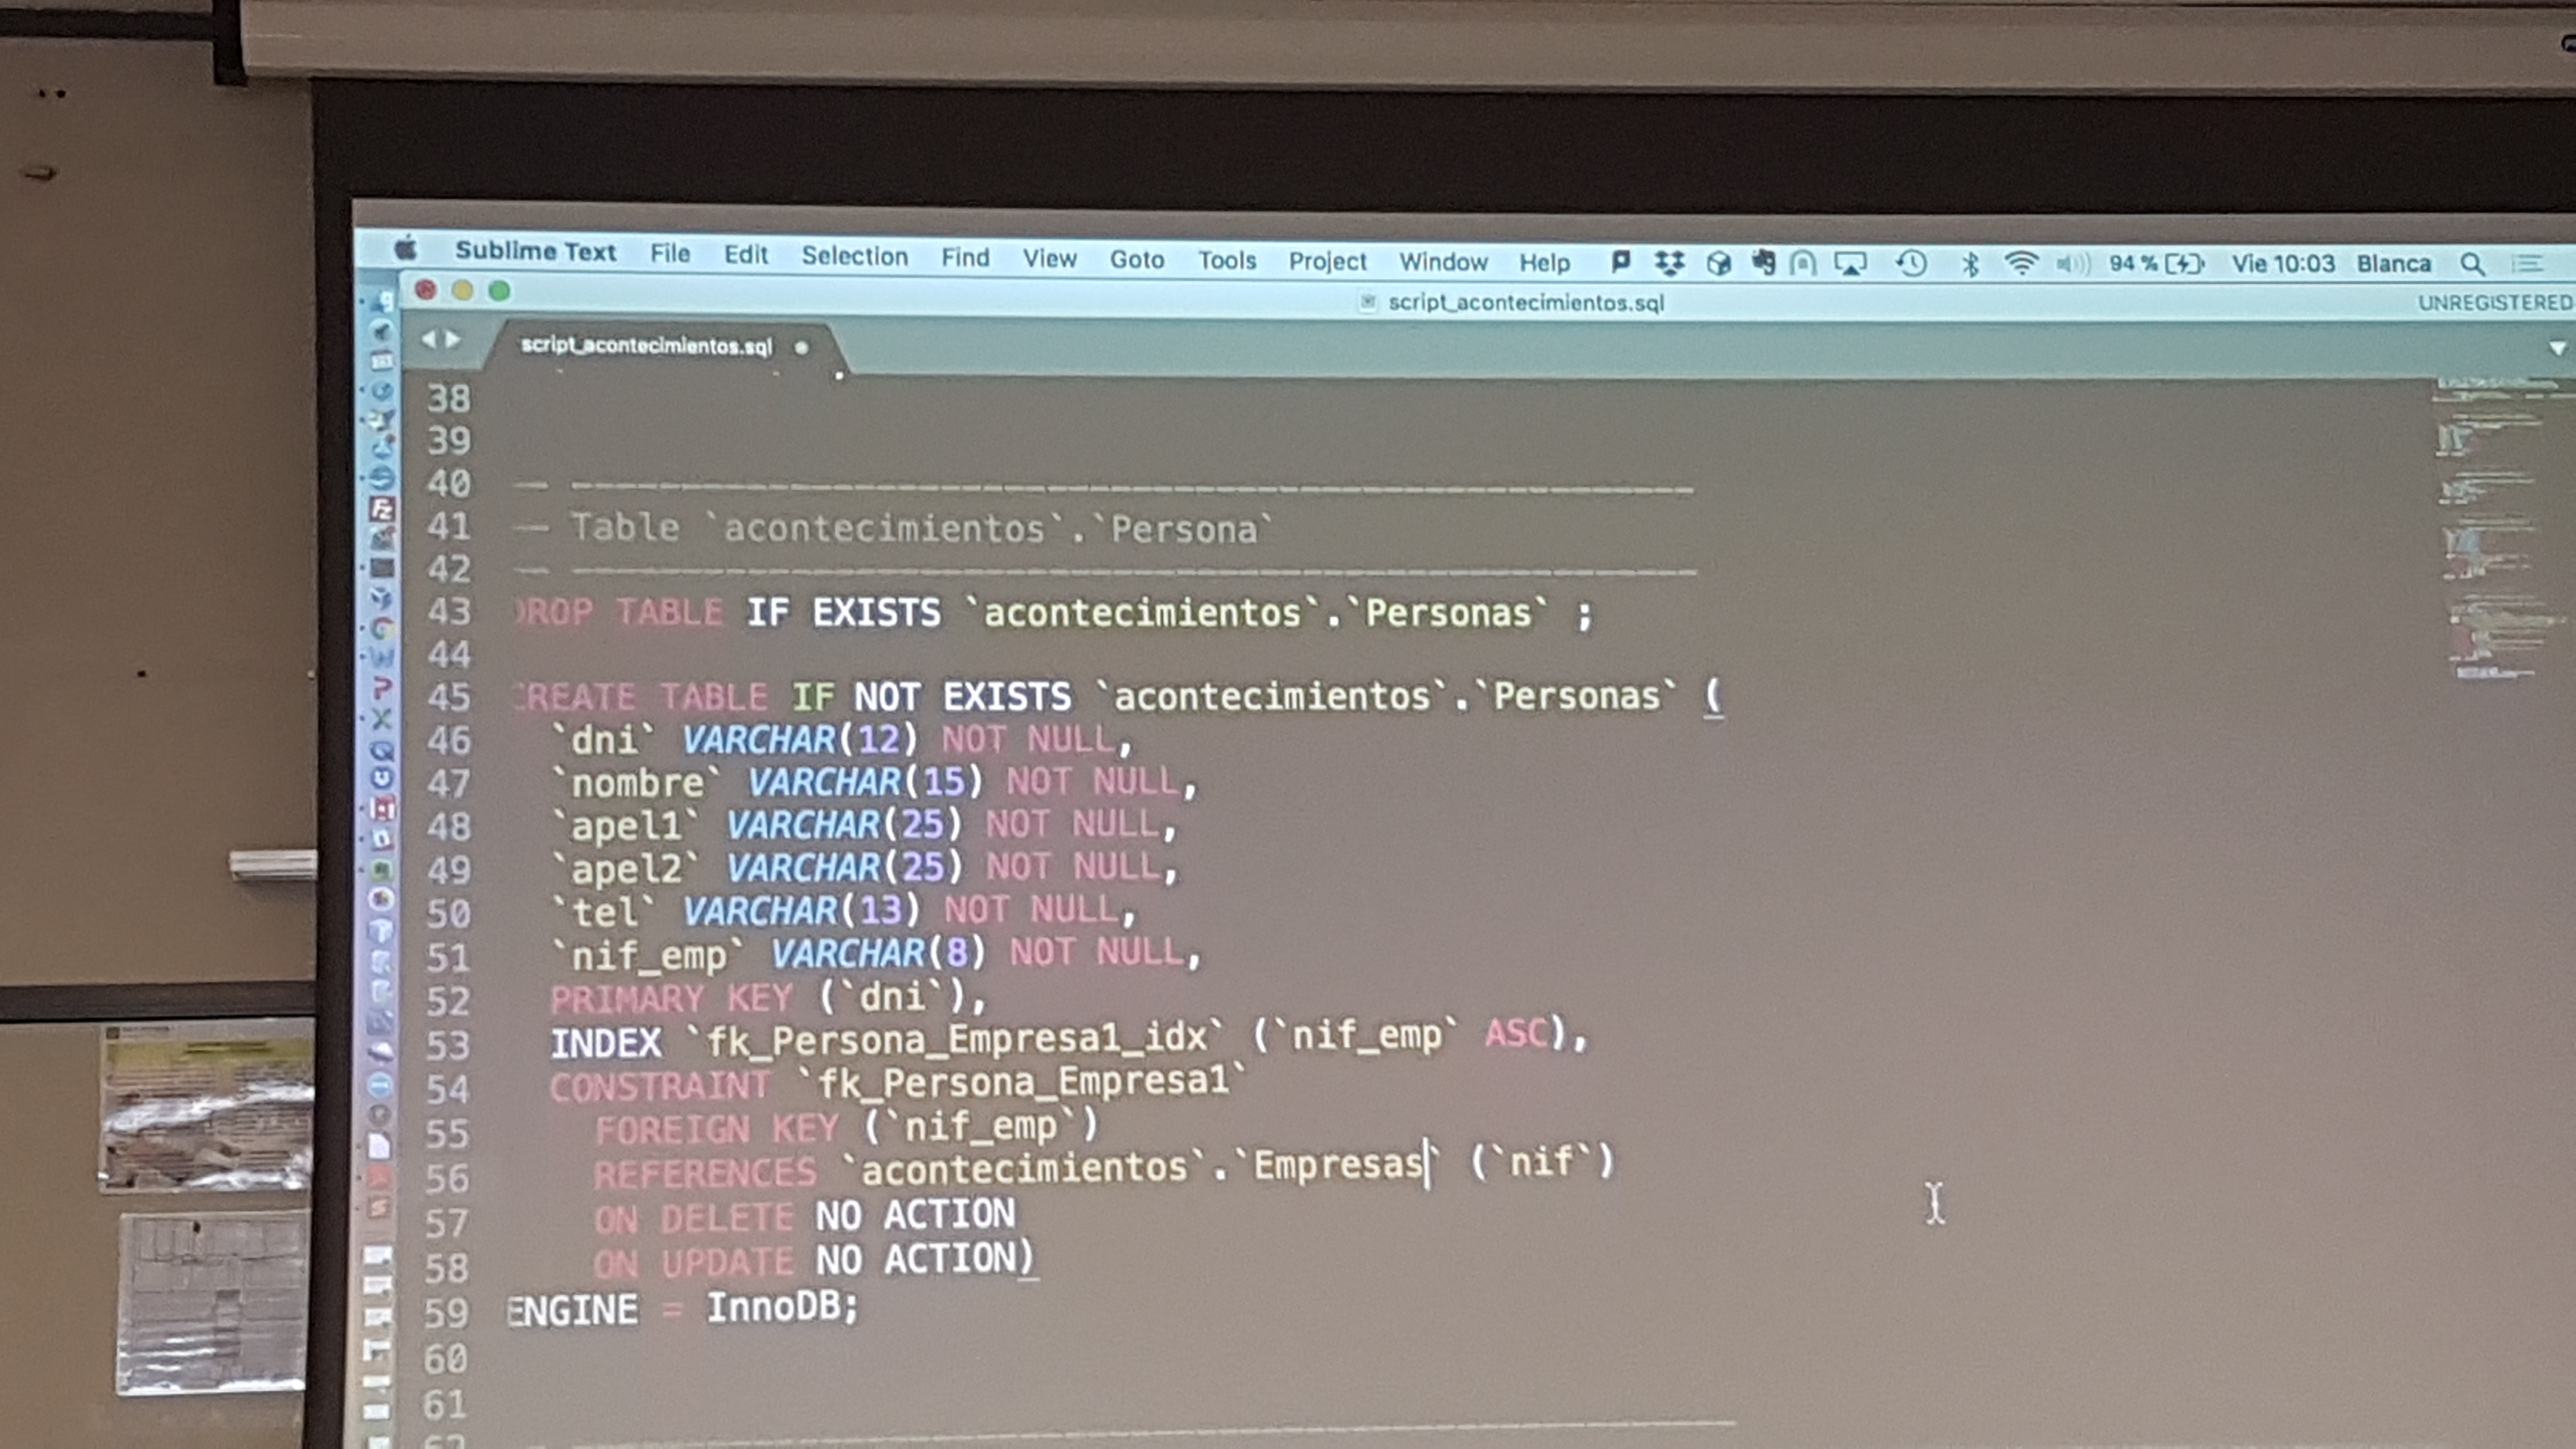 Sublime Text File Edit Selection Find View Goto Tools Project Window Help 94 % Vie 10:03 Blanca
script_acontecimientos.sql UNREGISTERED
script_acontecimientos.sql
38
39
40 -- ----------------------------------------------------
41 -- Table `acontecimientos`.`Persona`
42 -- ----------------------------------------------------
43 DROP TABLE IF EXISTS `acontecimientos`.`Personas` ;
44
45 CREATE TABLE IF NOT EXISTS `acontecimientos`.`Personas` (
46 `dni` VARCHAR(12) NOT NULL,
47 `nombre` VARCHAR(15) NOT NULL,
48 `apel1` VARCHAR(25) NOT NULL,
49 `apel2` VARCHAR(25) NOT NULL,
50 `tel` VARCHAR(13) NOT NULL,
51 `nif_emp` VARCHAR(8) NOT NULL,
52 PRIMARY KEY (`dni`),
53 INDEX `fk_Persona_Empresa1_idx` (`nif_emp` ASC),
54 CONSTRAINT `fk_Persona_Empresa1`
55 FOREIGN KEY (`nif_emp`)
56 REFERENCES `acontecimientos`.`Empresas` (`nif`)
57 ON DELETE NO ACTION
58 ON UPDATE NO ACTION)
59 ENGINE = InnoDB;
60
61